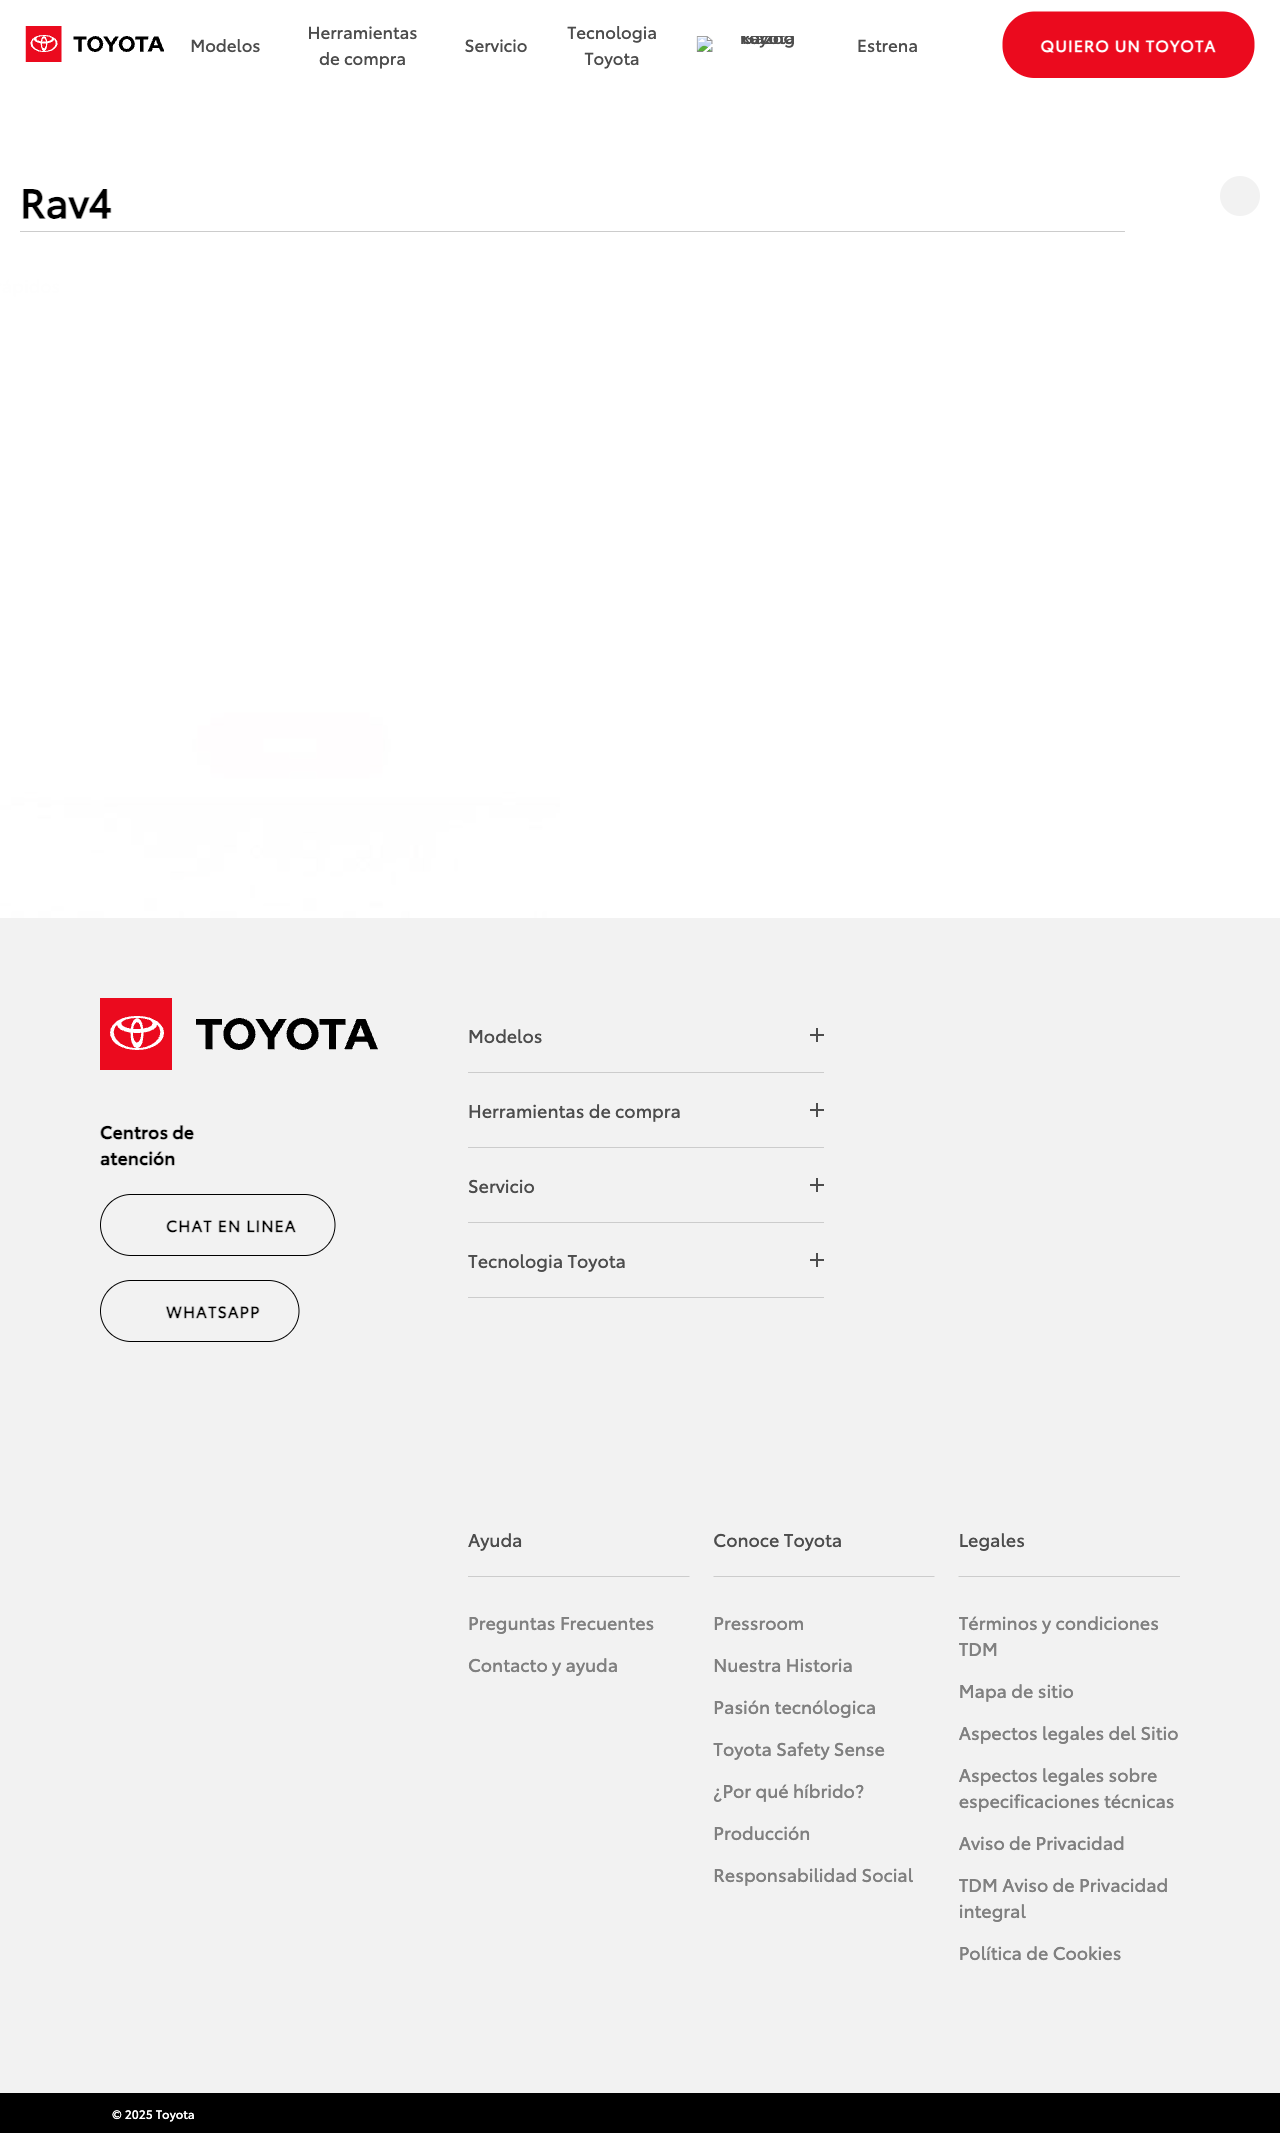 TOYOTA
Modelos
Herramientas
de compra
Servicio
Tecnologia
Toyota
Estrena
QUIERO UN TOYOTA
Rav4
TOYOTA
Centros de
atención
CHAT EN LINEA
WHATSAPP
Modelos
Herramientas de compra
Servicio
Tecnologia Toyota
Ayuda
Preguntas Frecuentes
Contacto y ayuda
Conoce Toyota
Pressroom
Nuestra Historia
Pasión tecnólogica
Toyota Safety Sense
¿Por qué híbrido?
Producción
Responsabilidad Social
Legales
Términos y condiciones
TDM
Mapa de sitio
Aspectos legales del Sitio
Aspectos legales sobre
especificaciones técnicas
Aviso de Privacidad
TDM Aviso de Privacidad
integral
Política de Cookies
© 2025 Toyota